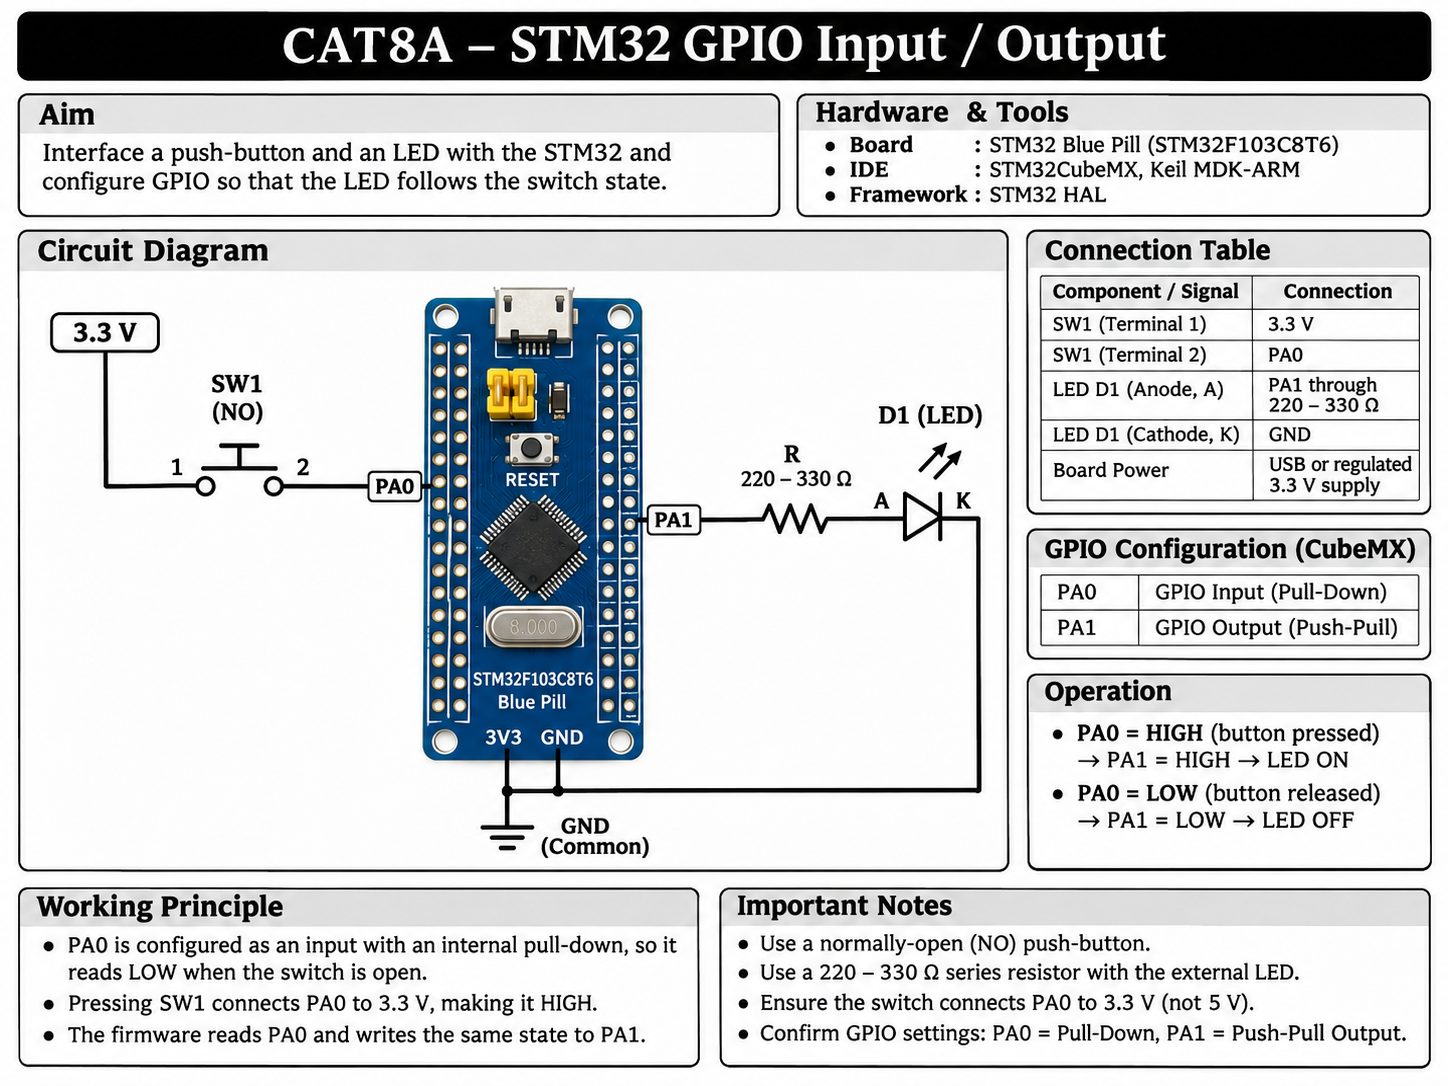 CAT8A – STM32 GPIO Input / Output
Aim
Interface a push-button and an LED with the STM32 and
configure GPIO so that the LED follows the switch state.
Hardware & Tools
● Board : STM32 Blue Pill (STM32F103C8T6)
● IDE : STM32CubeMX, Keil MDK-ARM
● Framework : STM32 HAL
Circuit Diagram
3.3 V
SW1
(NO)
1
2
PA0
RESET
8.000
STM32F103C8T6
Blue Pill
3V3 GND
PA1
R
220 – 330 Ω
D1 (LED)
A
K
GND
(Common)
Connection Table
Component / Signal Connection
SW1 (Terminal 1) 3.3 V
SW1 (Terminal 2) PA0
LED D1 (Anode, A) PA1 through
220 – 330 Ω
LED D1 (Cathode, K) GND
Board Power USB or regulated
3.3 V supply
GPIO Configuration (CubeMX)
PA0 GPIO Input (Pull-Down)
PA1 GPIO Output (Push-Puil)
Operation
● PA0 = HIGH (button pressed)
→ PA1 = HIGH → LED ON
● PA0 = LOW (button released)
→ PA1 = LOW → LED OFF
Working Principle
● PA0 is configured as an input with an internal pull-down, so it
reads LOW when the switch is open.
● Pressing SW1 connects PA0 to 3.3 V, making it HIGH.
● The firmware reads PA0 and writes the same state to PA1.
Important Notes
● Use a normally-open (NO) push-button.
● Use a 220 – 330 Ω series resistor with the external LED.
● Ensure the switch connects PA0 to 3.3 V (not 5 V).
● Confirm GPIO settings: PA0 = Pull-Down, PA1 = Push-Pull Output.